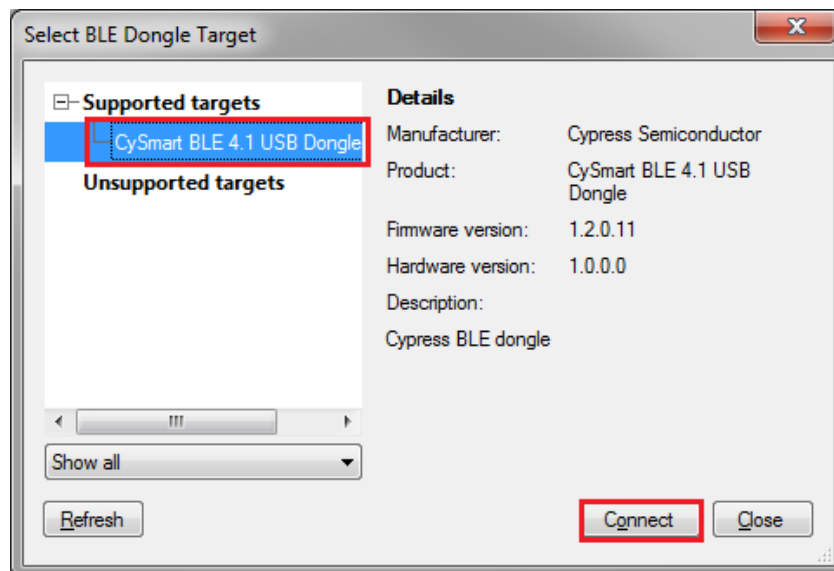 Select BLE Dongle Target
Supported targets
CySmart BLE 4.1 USB Dongle
Unsupported targets
Show all
Refresh
Details
Manufacturer: Cypress Semiconductor
Product: CySmart BLE 4.1 USB
Dongle
Firmware version: 1.2.0.11
Hardware version: 1.0.0.0
Description:
Cypress BLE dongle
Connect
Close